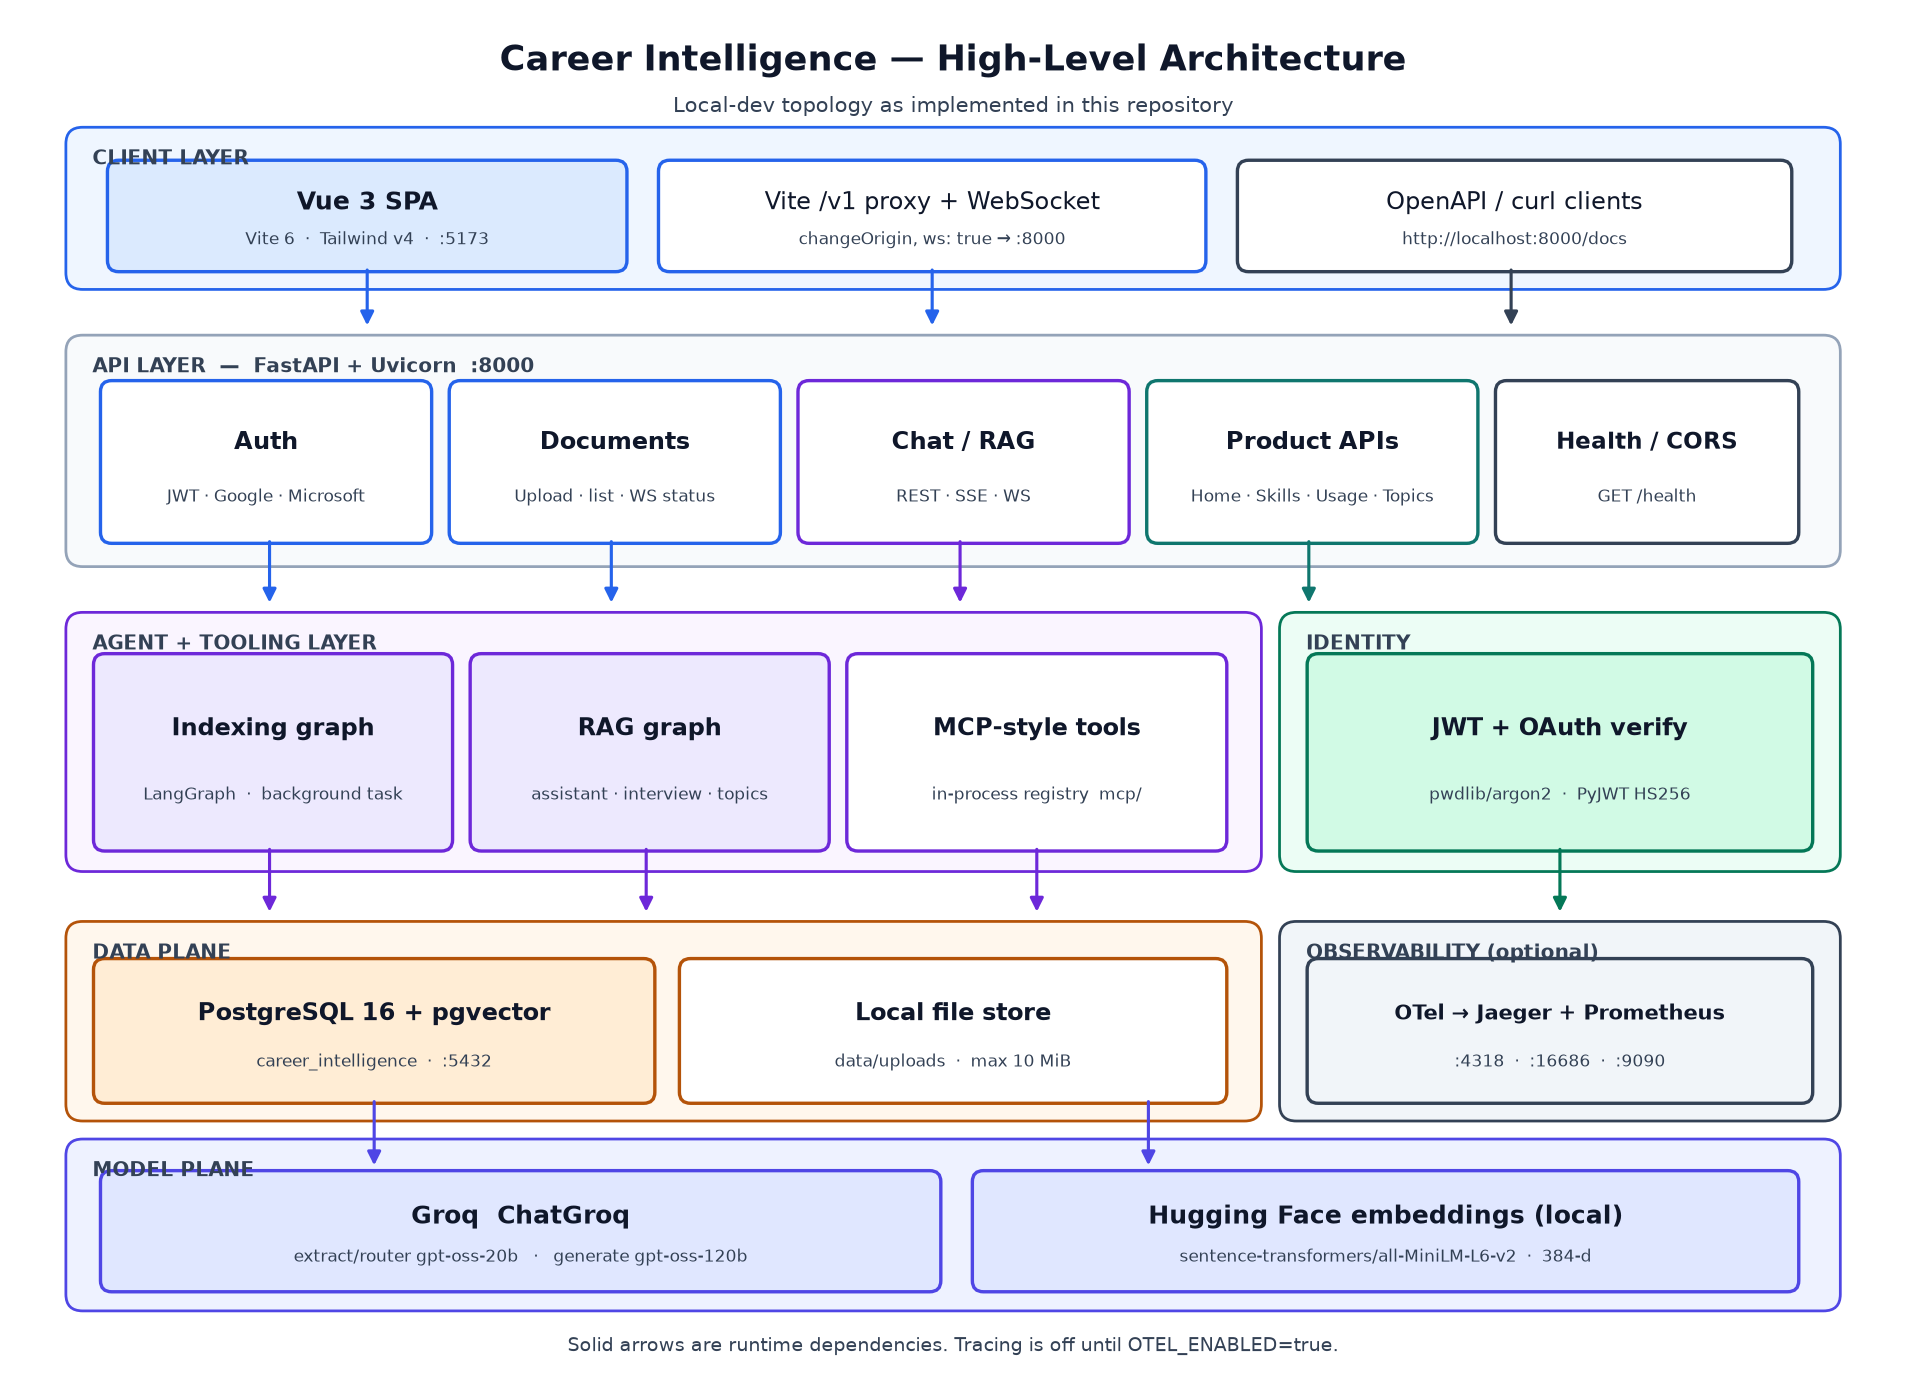 Career Intelligence — High-Level Architecture
Local-dev topology as implemented in this repository
CLIENT LAYER
Vue 3 SPA
Vite 6 · Tailwind v4 · :5173
Vite /v1 proxy + WebSocket
changeOrigin, ws: true → :8000
OpenAPI / curl clients
http://localhost:8000/docs
API LAYER — FastAPI + Uvicorn :8000
Auth
JWT · Google · Microsoft
Documents
Upload · list · WS status
Chat / RAG
REST · SSE · WS
Product APIs
Home · Skills · Usage · Topics
Health / CORS
GET /health
AGENT + TOOLING LAYER
Indexing graph
LangGraph · background task
RAG graph
assistant · interview · topics
MCP-style tools
in-process registry mcp/
IDENTITY
JWT + OAuth verify
pwdlib/argon2 · PyJWT HS256
DATA PLANE
PostgreSQL 16 + pgvector
career_intelligence · :5432
Local file store
data/uploads · max 10 MiB
OBSERVABILITY (optional)
OTel → Jaeger + Prometheus
:4318 · :16686 · :9090
MODEL PLANE
Groq ChatGroq
extract/router gpt-oss-20b · generate gpt-oss-120b
Hugging Face embeddings (local)
sentence-transformers/all-MiniLM-L6-v2 · 384-d
Solid arrows are runtime dependencies. Tracing is off until OTEL_ENABLED=true.